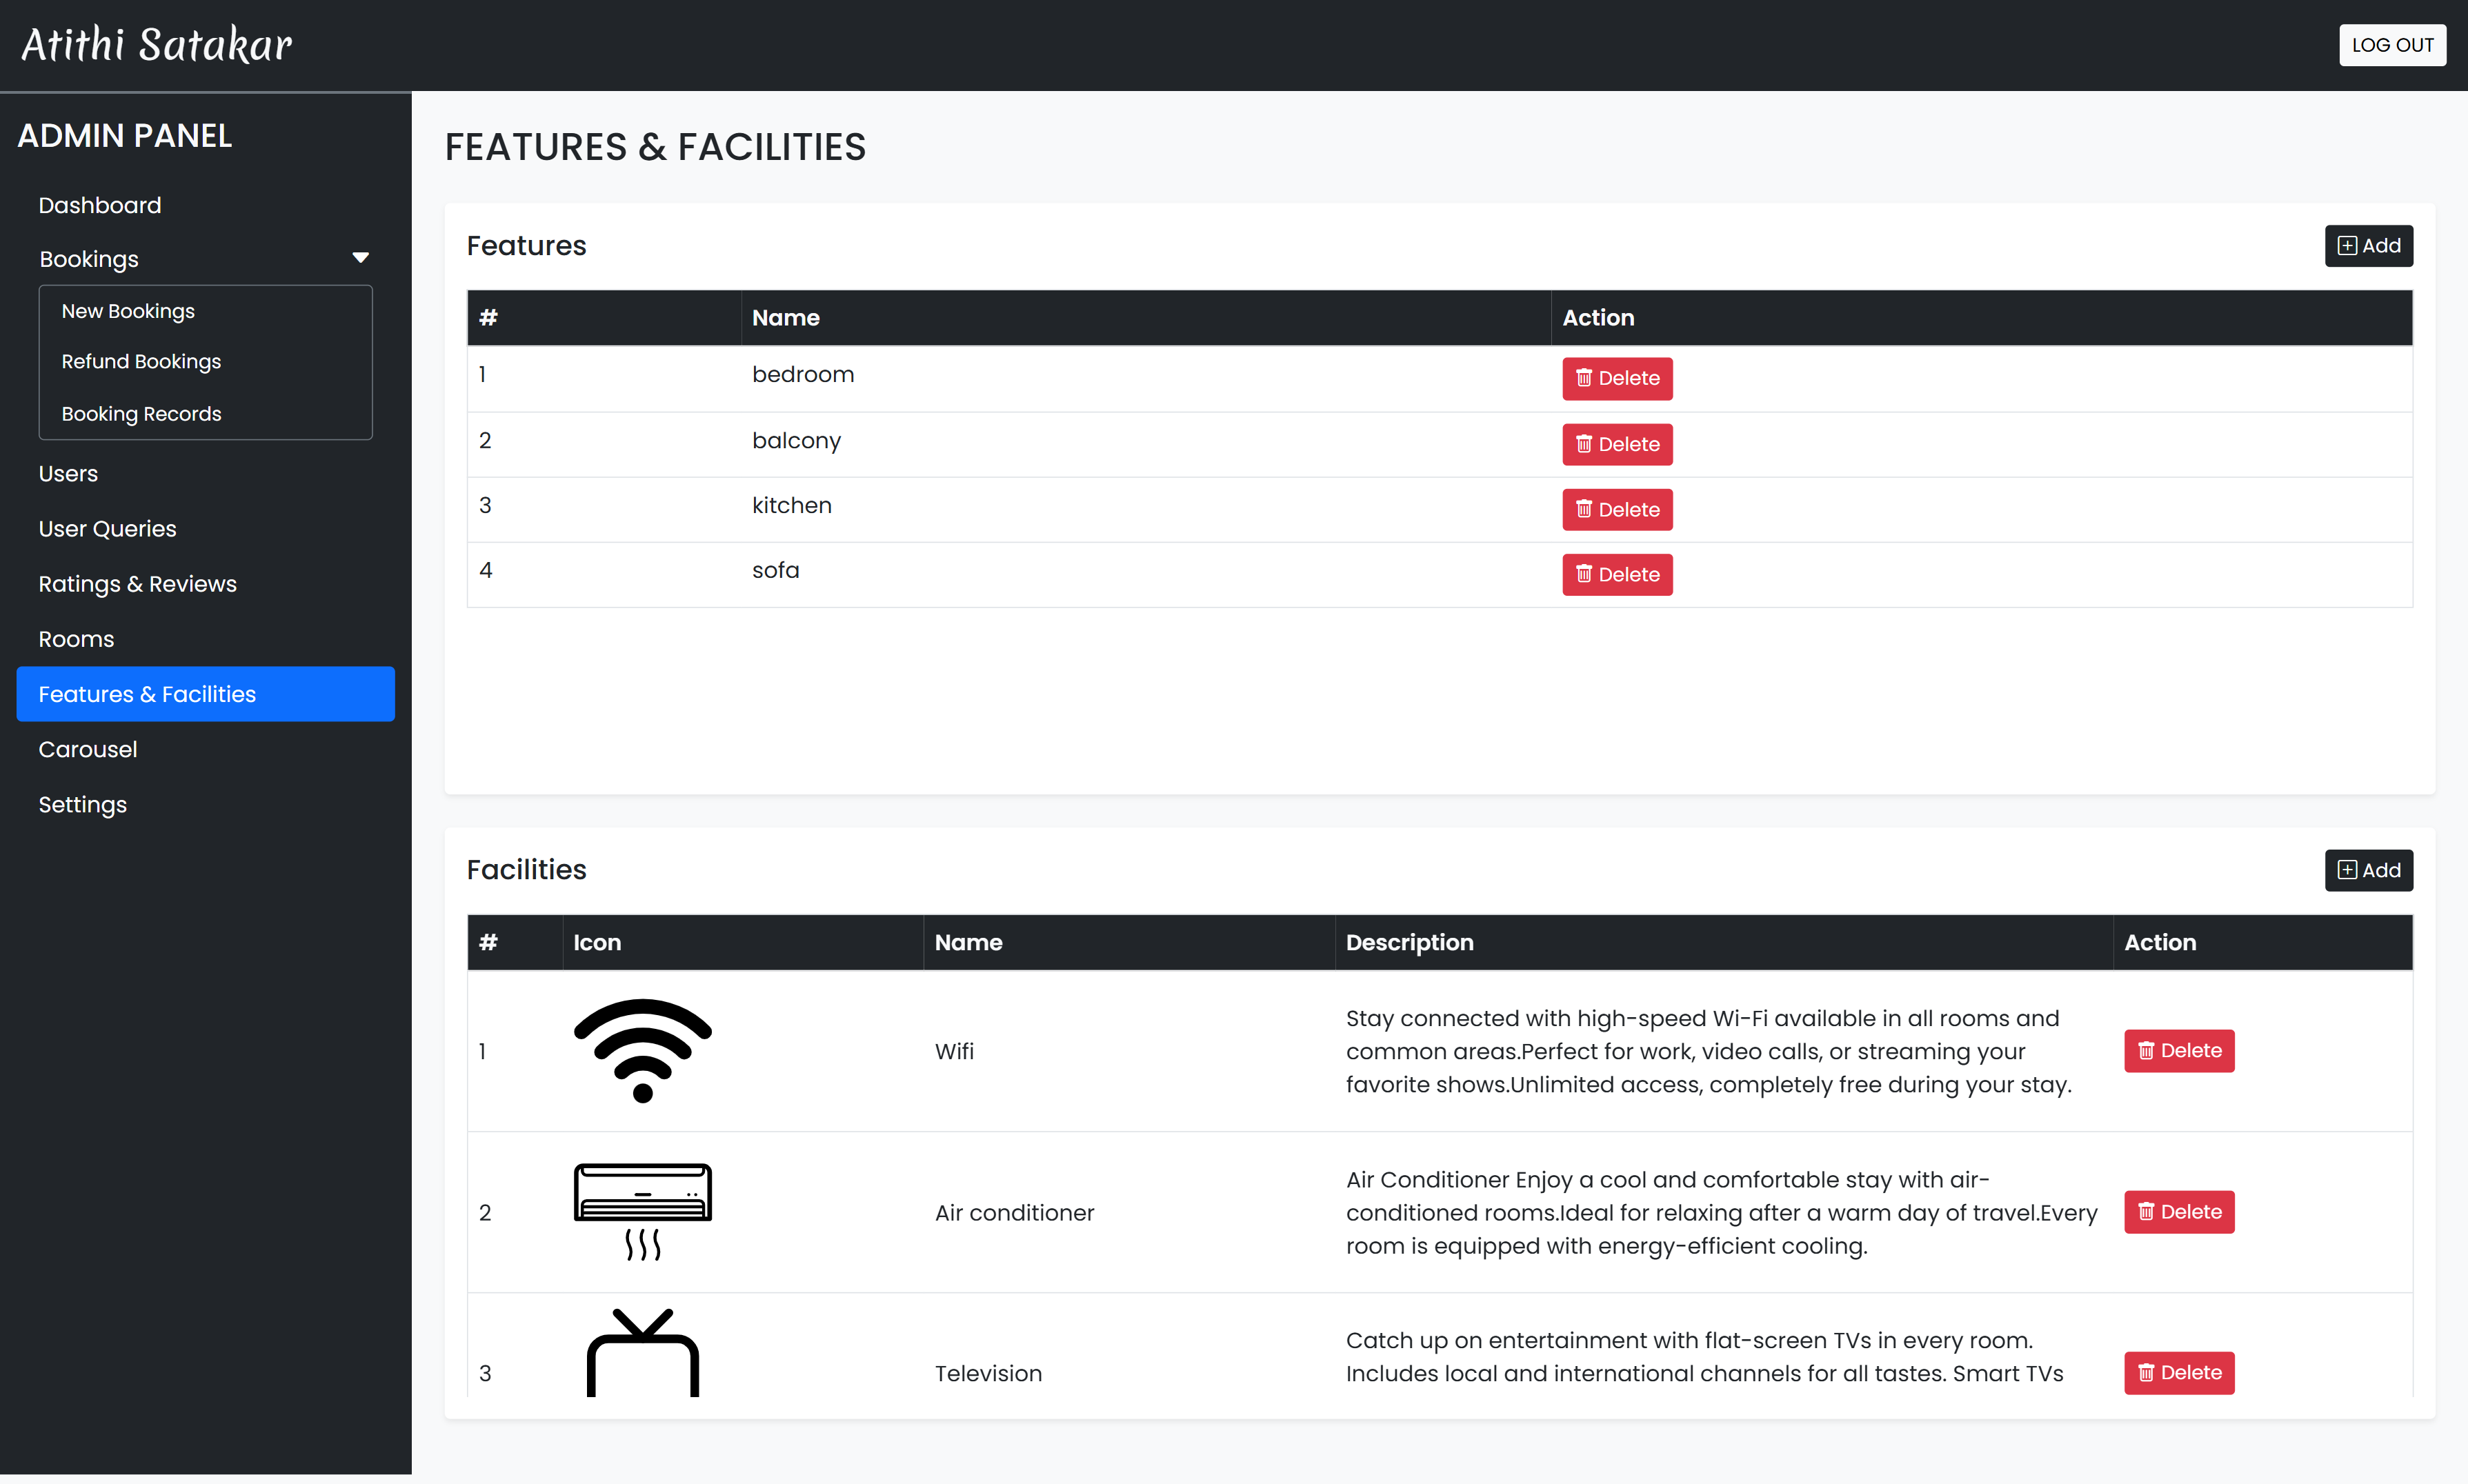 Atithi Satakar
LOG OUT
ADMIN PANEL
Dashboard
Bookings
New Bookings
Refund Bookings
Booking Records
Users
User Queries
Ratings & Reviews
Rooms
Features & Facilities
Carousel
Settings
FEATURES & FACILITIES
Features
Add
# Name Action
1 bedroom Delete
2 balcony Delete
3 kitchen Delete
4 sofa Delete
Facilities
Add
# Icon Name Description Action
1 Wifi
Stay connected with high-speed Wi-Fi available in all rooms and
common areas.Perfect for work, video calls, or streaming your
favorite shows.Unlimited access, completely free during your stay.
Delete
2 Air conditioner
Air Conditioner Enjoy a cool and comfortable stay with air-
conditioned rooms.Ideal for relaxing after a warm day of travel.Every
room is equipped with energy-efficient cooling.
Delete
3 Television
Catch up on entertainment with flat-screen TVs in every room.
Includes local and international channels for all tastes. Smart TVs
Delete